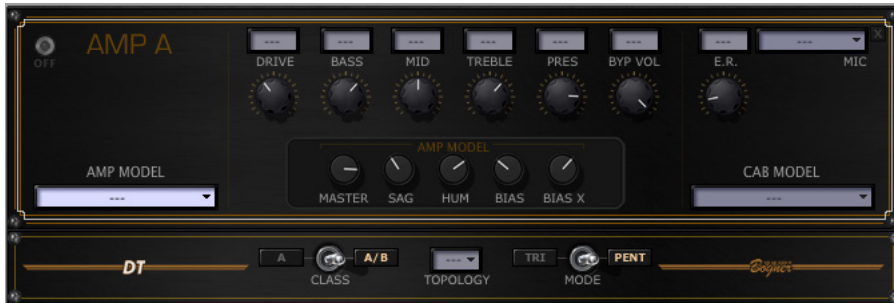 AMP A
OFF
--- --- --- --- --- --- --- ---
X
DRIVE BASS MID TREBLE PRES BYP VOL E.R. MIC
AMP MODEL
---
AMP MODEL
MASTER SAG HUM BIAS BIAS X
CAB MODEL
---
DT
A A/B
CLASS
---
TOPOLOGY
TRI PENT
MODE
Bogner